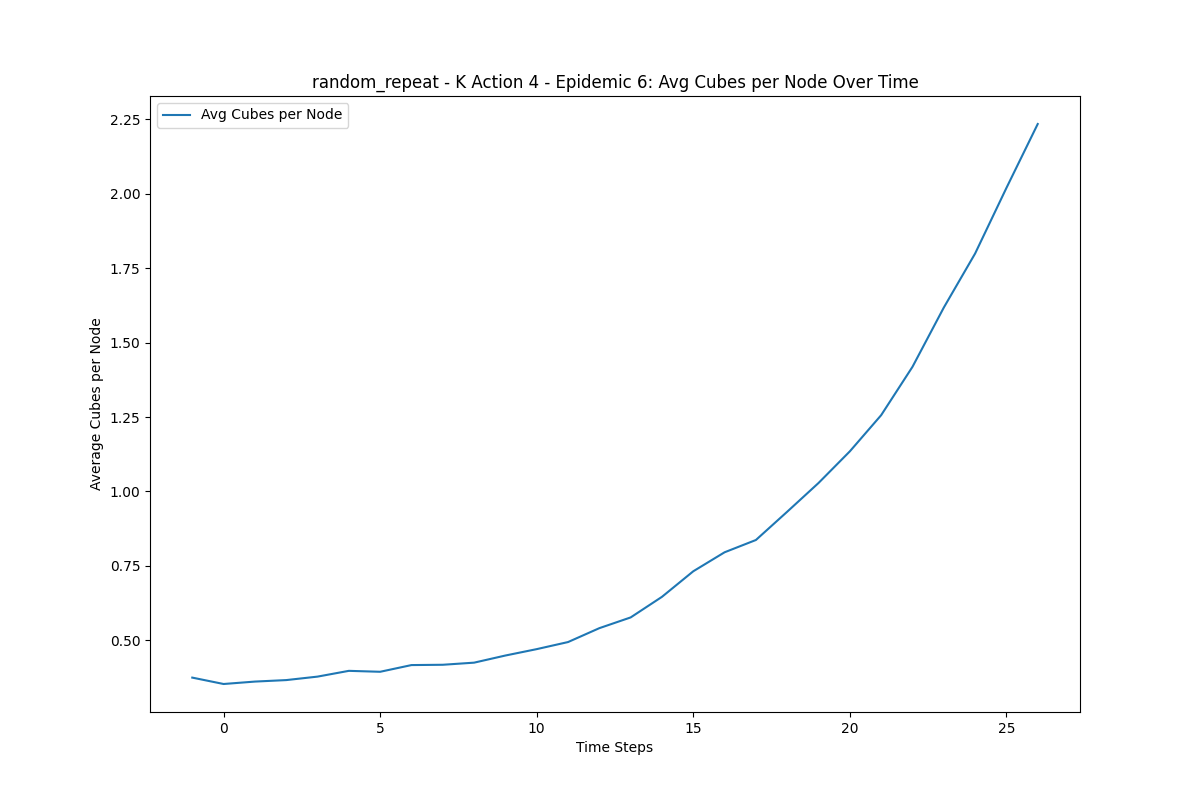 random_repeat - K Action 4 - Epidemic 6: Avg Cubes per Node Over Time
Avg Cubes per Node
Average Cubes per Node
2.25
2.00
1.75
1.50
1.25
1.00
0.75
0.50
0 5 10 15 20 25
Time Steps